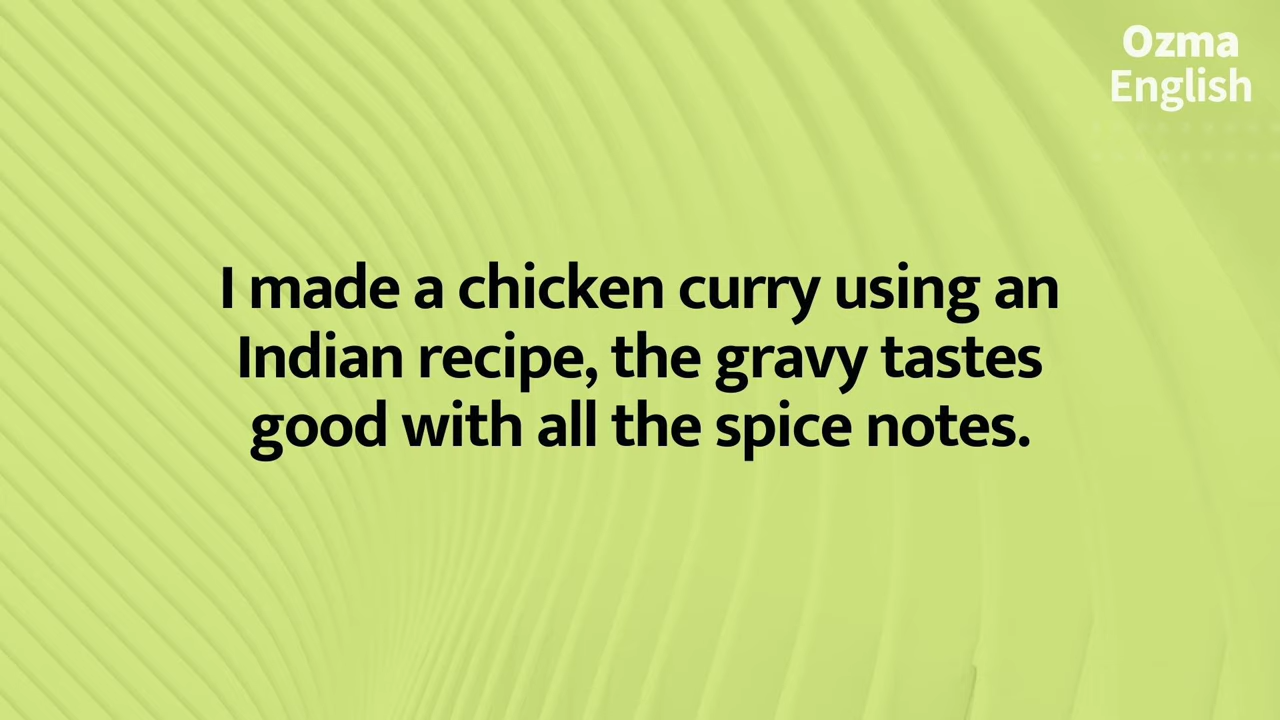 Ozma
English
I made a chicken curry using an
Indian recipe, the gravy tastes
good with all the spice notes.